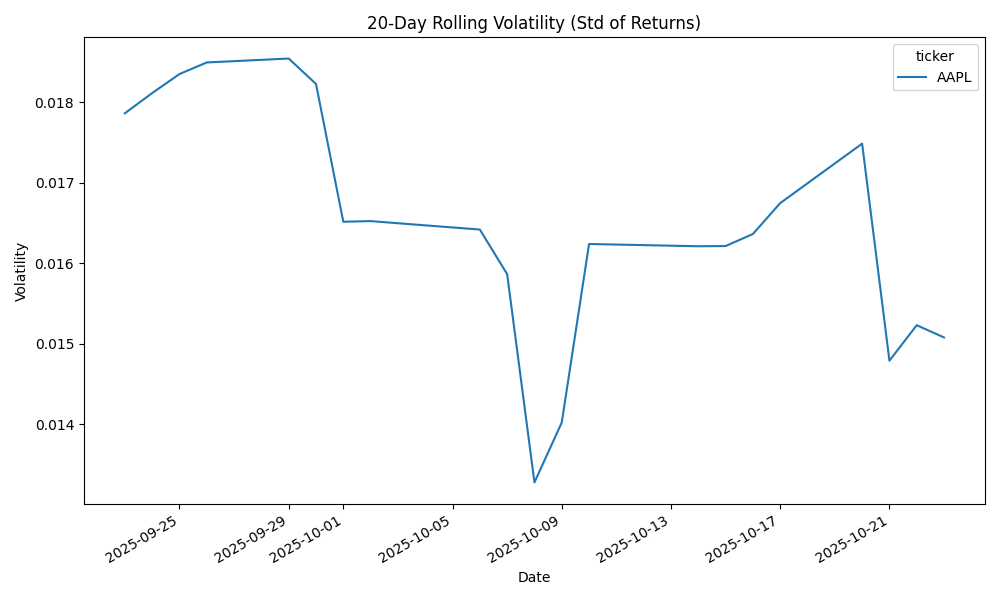 20-Day Rolling Volatility (Std of Returns)
ticker
AAPL
0.018
0.017
0.016
0.015
0.014
Volatility
2025-09-25
2025-09-29
2025-10-01
2025-10-05
2025-10-09
2025-10-13
2025-10-17
2025-10-21
Date